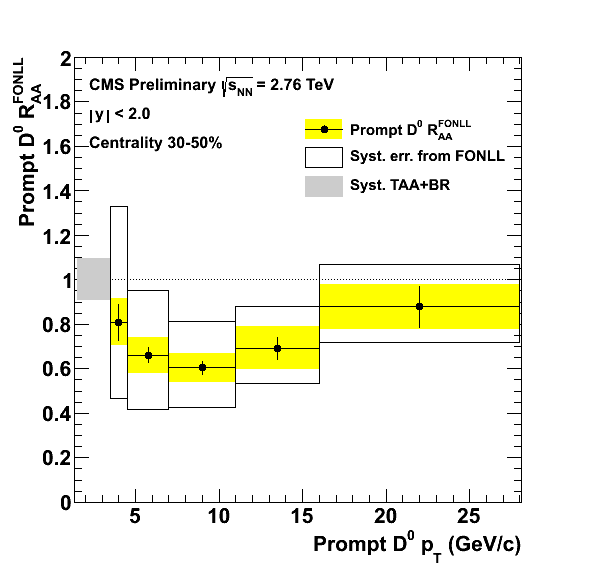 CMS Preliminary √sNN = 2.76 TeV
|y| < 2.0
Centrality 30-50%
Prompt D0 RAAFONLL
Syst. err. from FONLL
Syst. TAA+BR
Prompt D0 RAAFONLL
2
1.8
1.6
1.4
1.2
1
0.8
0.6
0.4
0.2
0
5 10 15 20 25
Prompt D0 pT (GeV/c)